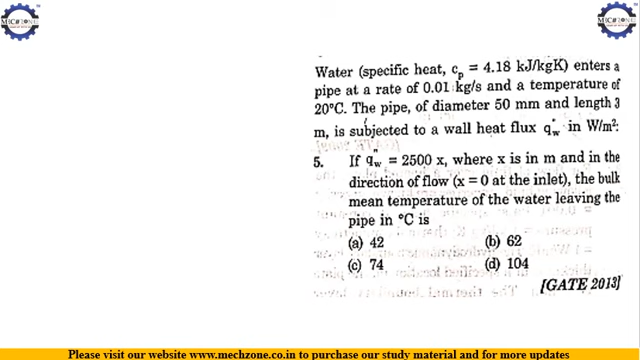 MECHZONE
MECHZONE
Water (specific heat, cp = 4.18 kJ/kgK) enters a
pipe at a rate of 0.01 kg/s and a temperature of
20°C. The pipe, of diameter 50 mm and length 3
m, is subjected to a wall heat flux q"w in W/m²:
5. If q"w = 2500 x, where x is in m and in the
direction of flow (x = 0 at the inlet), the bulk
mean temperature of the water leaving the
pipe in °C is
(a) 42 (b) 62
(c) 74 (d) 104
[GATE 2013]
Please visit our website www.mechzone.co.in to purchase our study material and for more updates